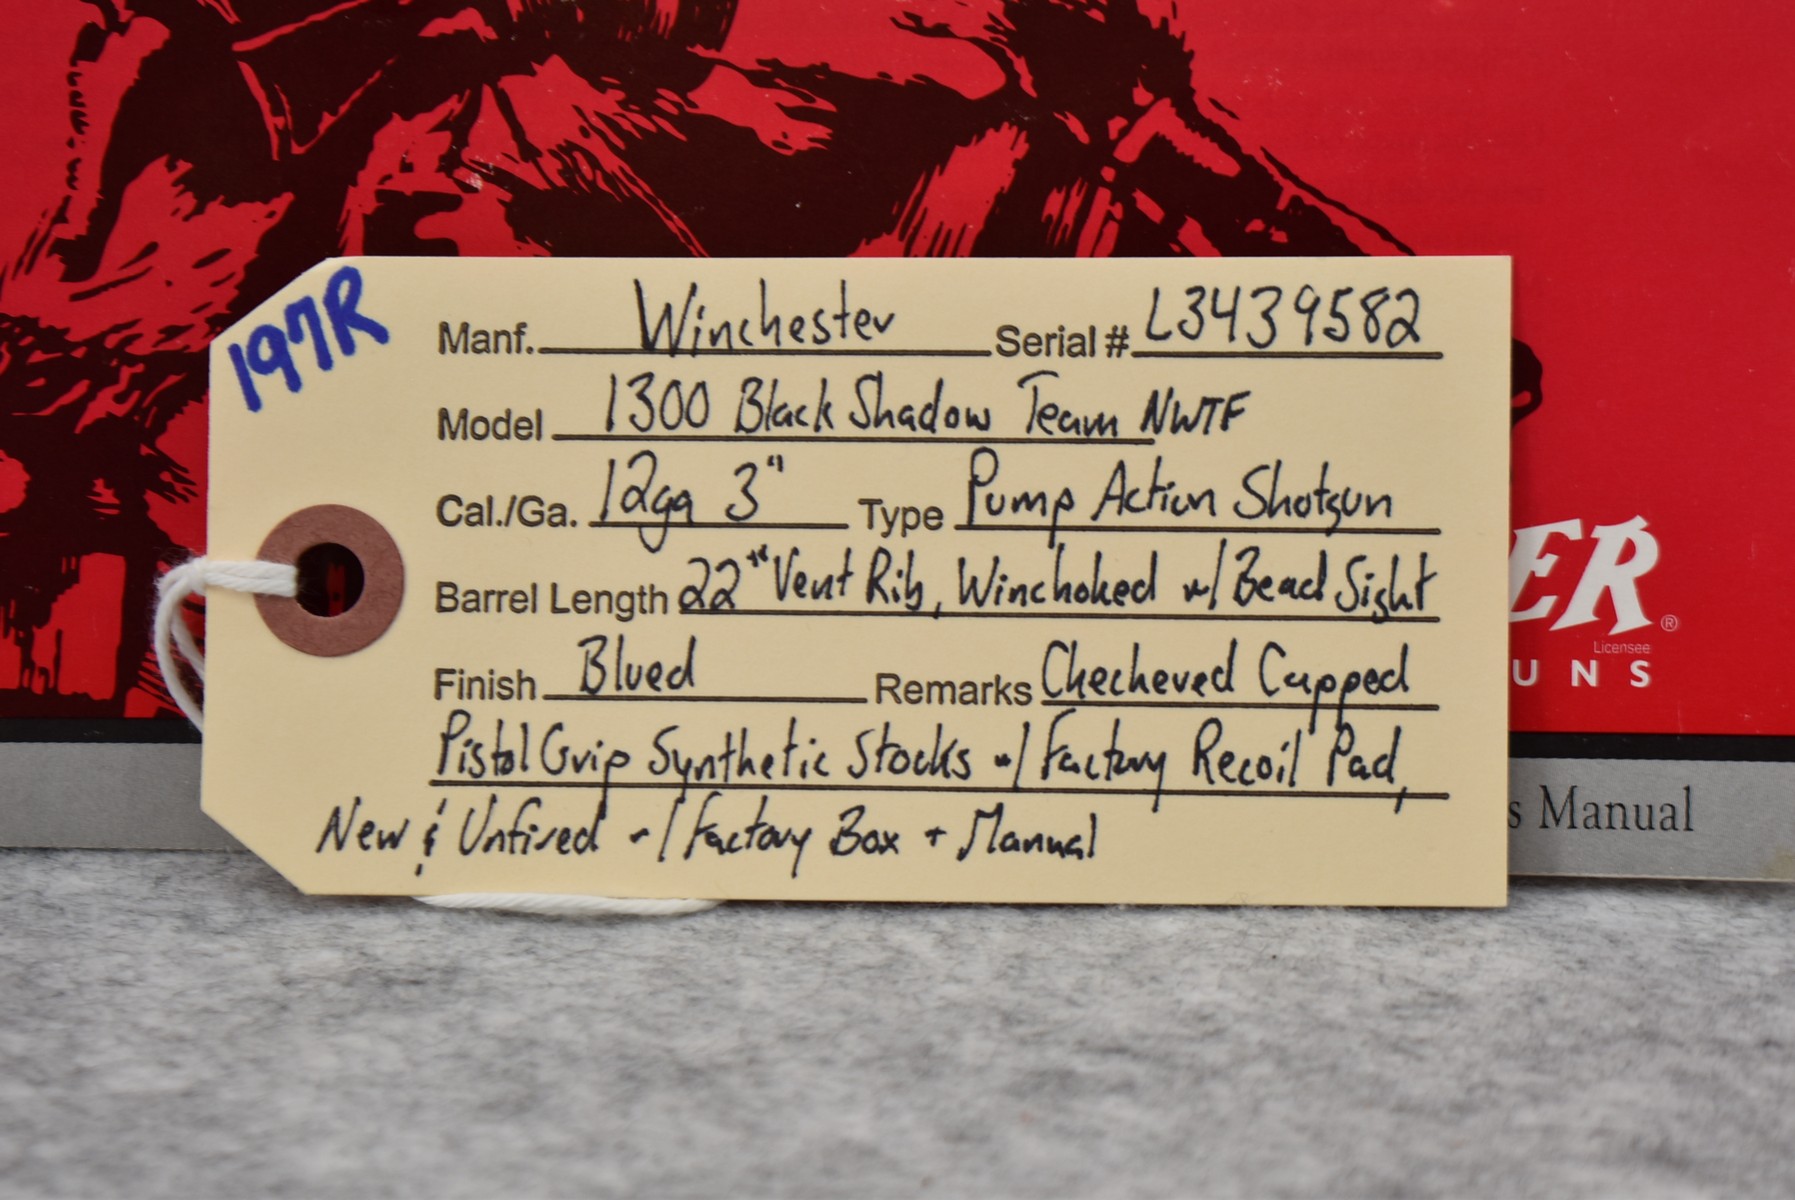 197R
Manf. Winchester Serial # L3439582
Model 1300 Black Shadow Team NWTF
Cal./Ga. 12ga 3" Type Pump Action Shotgun
Barrel Length 22" Vent Rib, Winchoked w/ Bead Sight
Finish Blued Remarks Checkered Capped
Pistol Grip Synthetic Stocks w/ Factory Recoil Pad,
New & Unfired w/ Factory Box + Manual
ER®
Licensee
UNS
s Manual